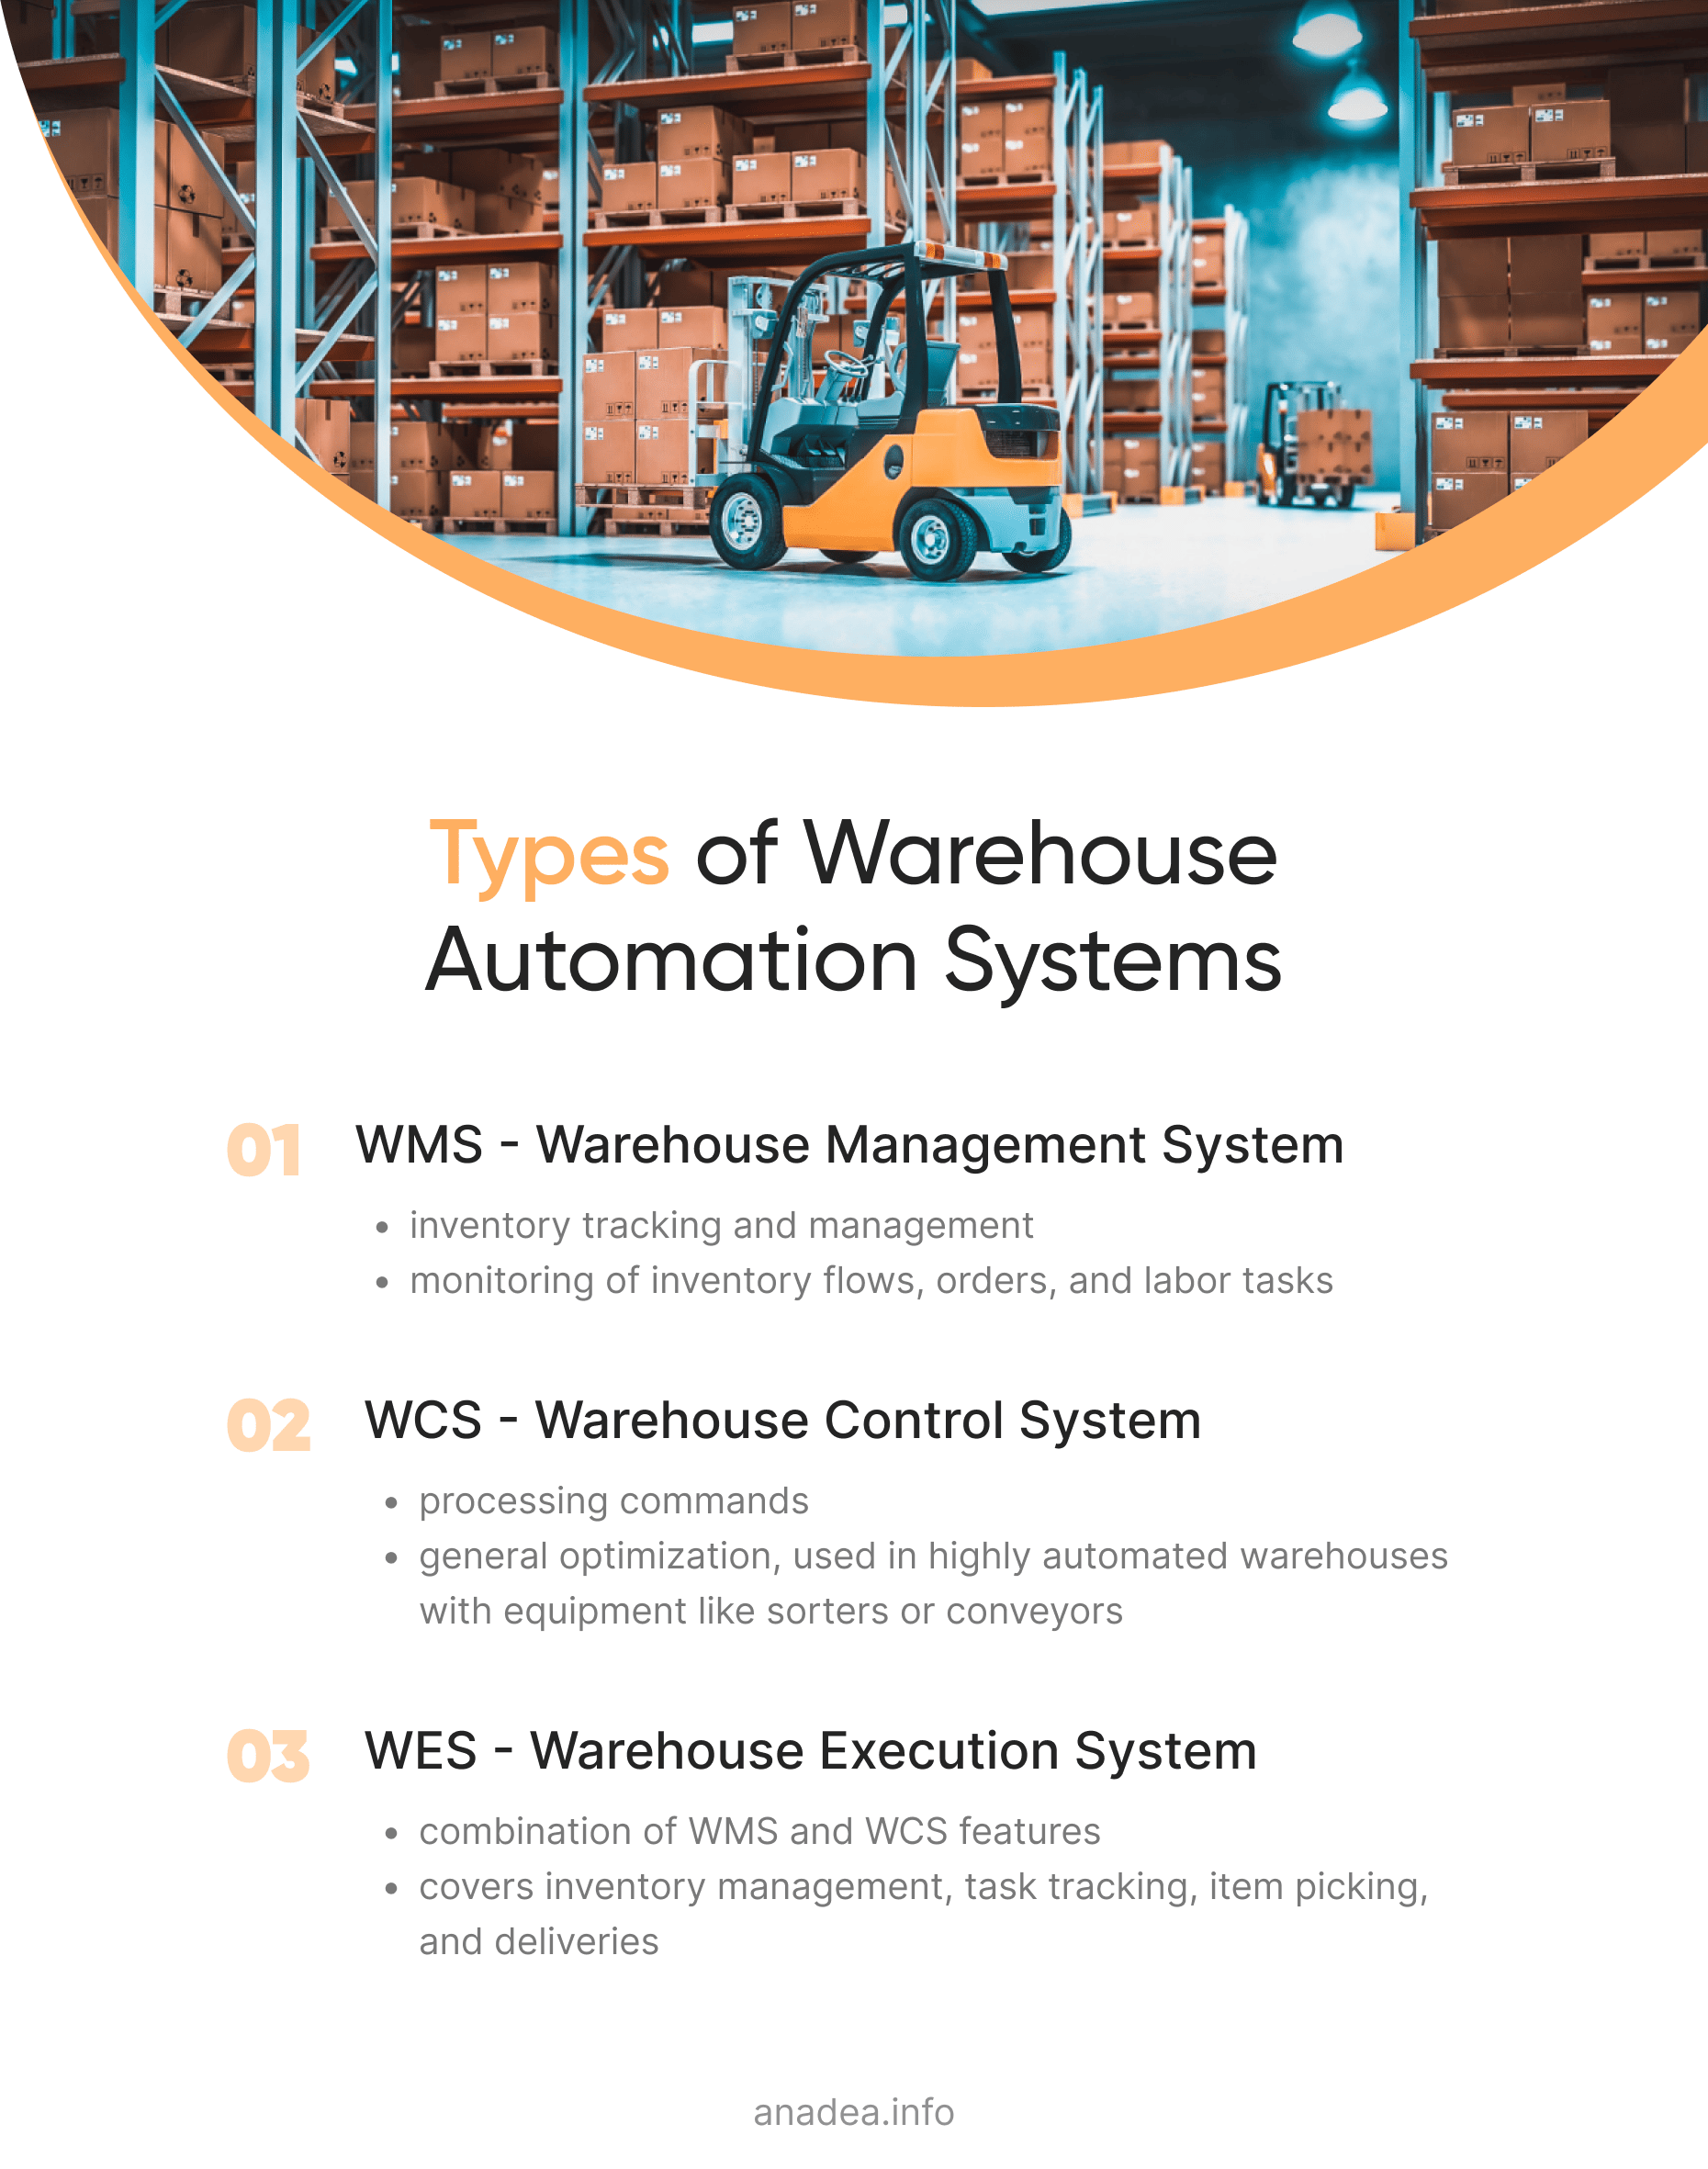 Types of Warehouse
Automation Systems
01 WMS - Warehouse Management System
• inventory tracking and management
• monitoring of inventory flows, orders, and labor tasks
02 WCS - Warehouse Control System
• processing commands
• general optimization, used in highly automated warehouses
with equipment like sorters or conveyors
03 WES - Warehouse Execution System
• combination of WMS and WCS features
• covers inventory management, task tracking, item picking,
and deliveries
anadea.info